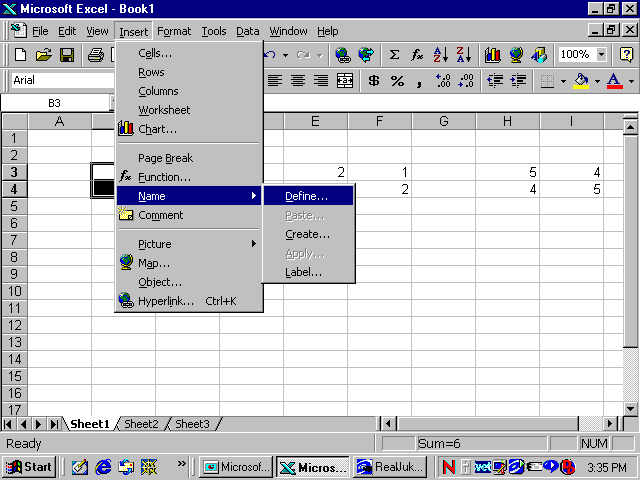 Microsoft Excel - Book1
File Edit View Insert Format Tools Data Window Help
100%
Arial
B3
A E F G H I
Cells...
Rows
Columns
Worksheet
Chart...
Page Break
Function...
Name
Comment
Picture
Map...
Object...
Hyperlink... Ctrl+K
Define...
Paste...
Create...
Apply...
Label...
1
2
3 2 1 5 4
4 2 4 5
5
6
7
8
9
10
11
12
13
14
15
16
17
Sheet1 Sheet2 Sheet3
Ready Sum=6 NUM
Start Microsof... Micros... RealJuk... 3:35 PM